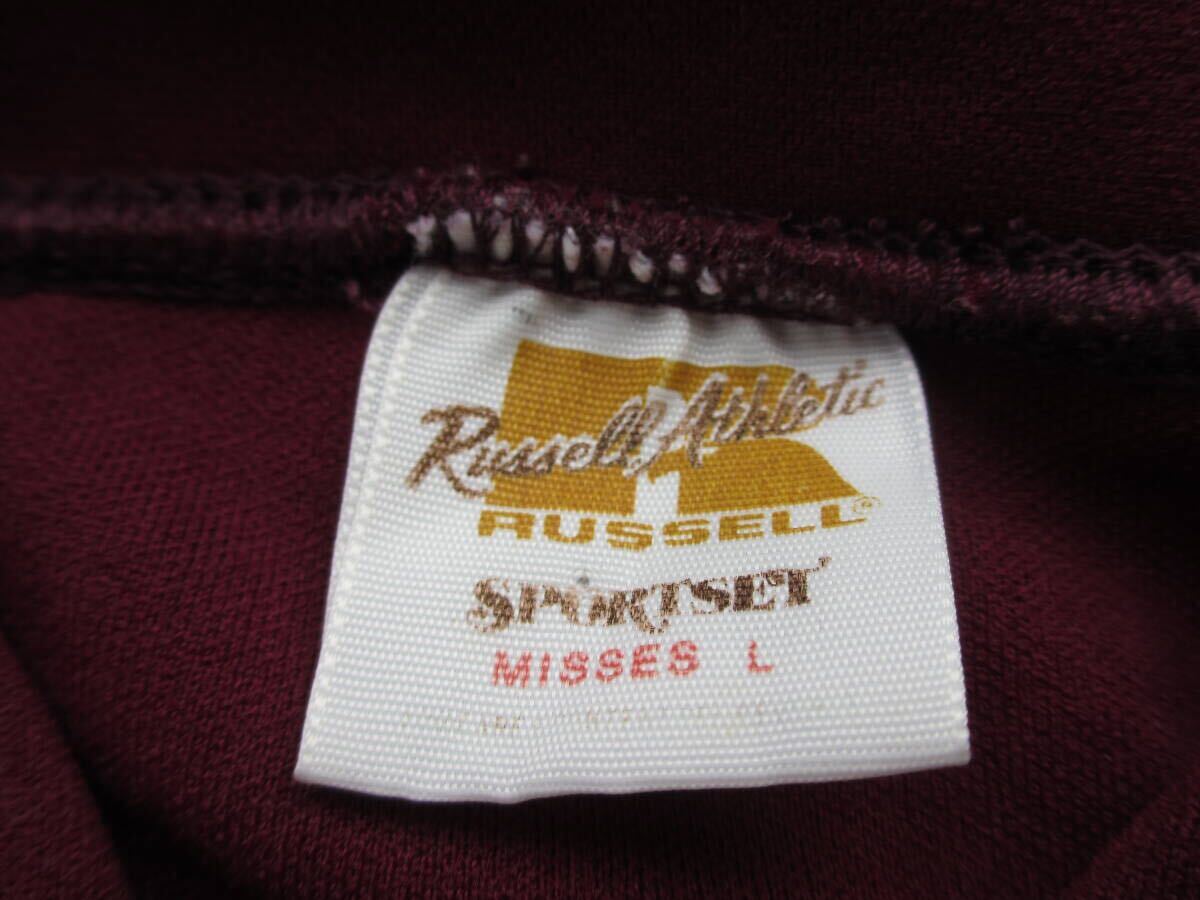 Russell Athletic
RUSSELL®
SPORTSET
MISSES L